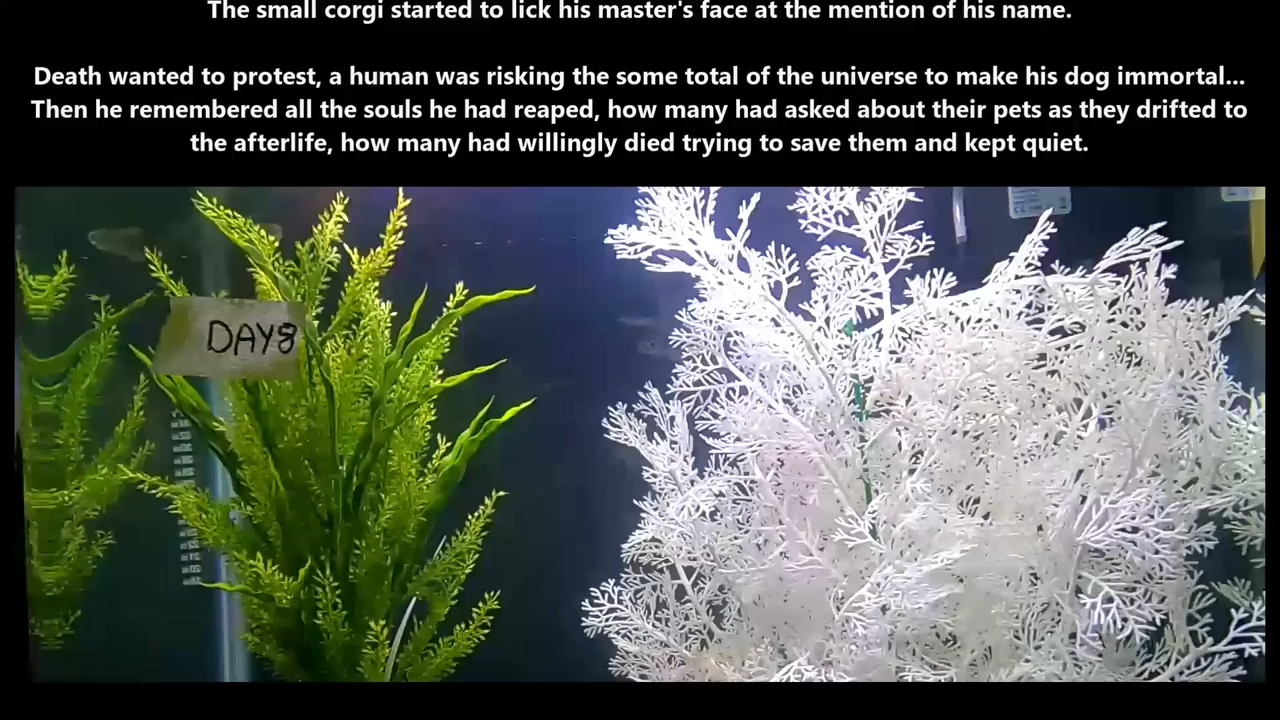 The small corgi started to lick his master's face at the mention of his name.
Death wanted to protest, a human was risking the some total of the universe to make his dog immortal...
Then he remembered all the souls he had reaped, how many had asked about their pets as they drifted to
the afterlife, how many had willingly died trying to save them and kept quiet.
DAY8